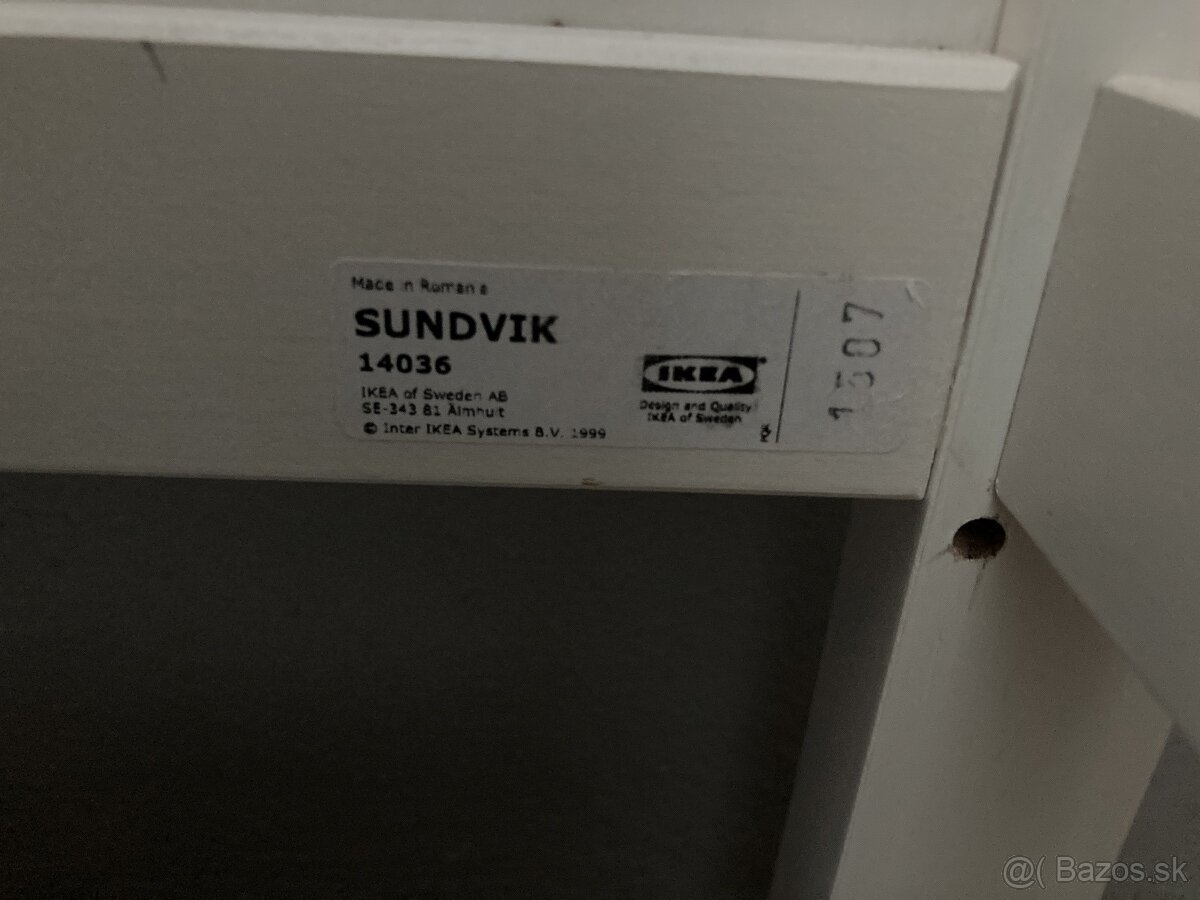 Made in Romania
SUNDVIK
14036
IKEA of Sweden AB
SE-343 81 Älmhult
© Inter IKEA Systems B.V. 1999
IKEA
Design and Quality
IKEA of Sweden
1507
@( Bazos.sk